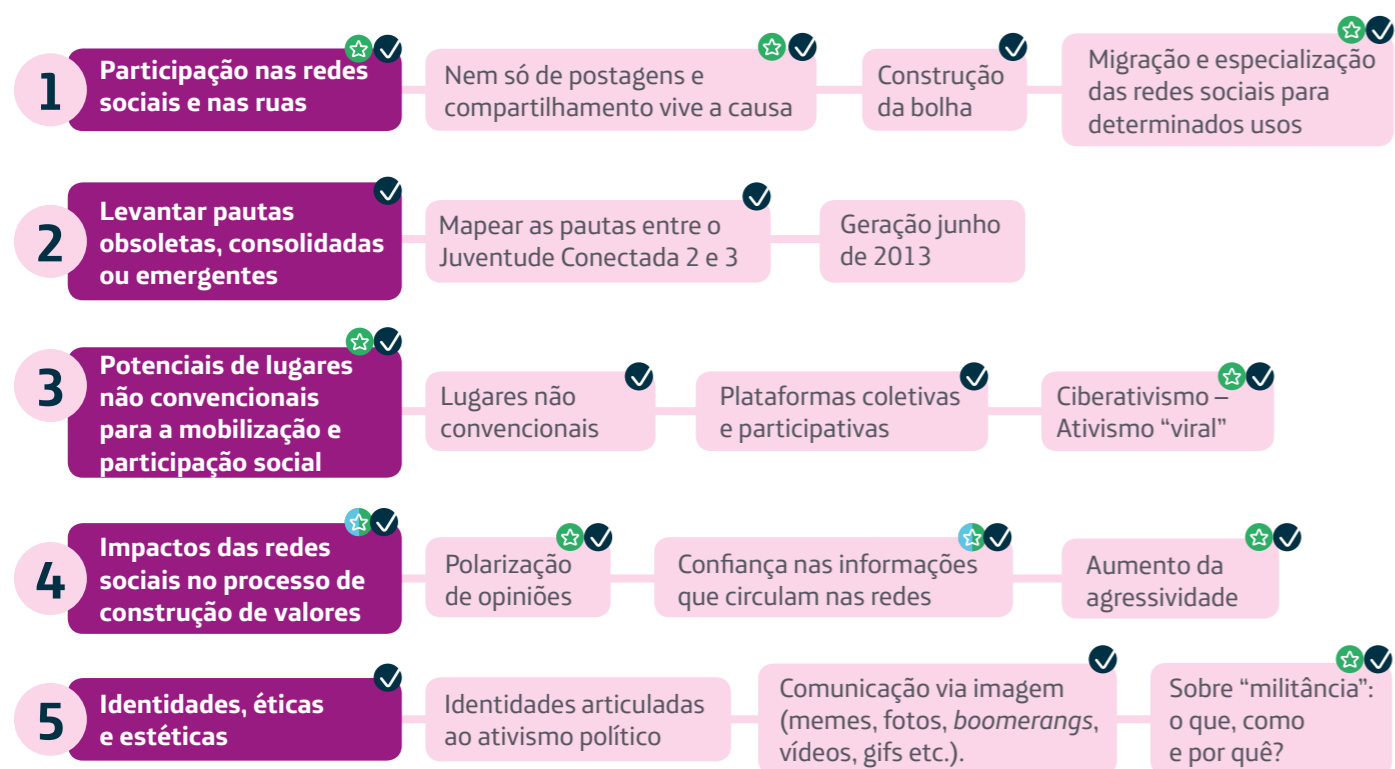 1
Participação nas redes
sociais e nas ruas
Nem só de postagens e
compartilhamento vive a causa
Construção
da bolha
Migração e especialização
das redes sociais para
determinados usos
2
Levantar pautas
obsoletas, consolidadas
ou emergentes
Mapear as pautas entre o
Juventude Conectada 2 e 3
Geração junho
de 2013
3
Potenciais de lugares
não convencionais
para a mobilização e
participação social
Lugares não
convencionais
Plataformas coletivas
e participativas
Ciberativismo –
Ativismo “viral”
4
Impactos das redes
sociais no processo de
construção de valores
Polarização
de opiniões
Confiança nas informações
que circulam nas redes
Aumento da
agressividade
5
Identidades, éticas
e estéticas
Identidades articuladas
ao ativismo político
Comunicação via imagem
(memes, fotos, boomerangs,
vídeos, gifs etc.).
Sobre “militância”:
o que, como
e por quê?